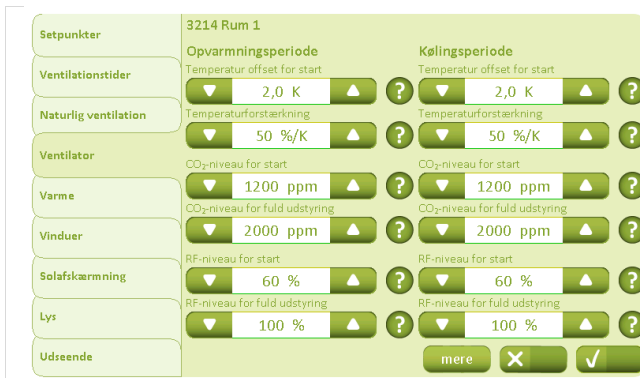 Setpunkter
Ventilationstider
Naturlig ventilation
Ventilator
Varme
Vinduer
Solafskærmning
Lys
Udseende
3214 Rum 1
Opvarmningsperiode
Temperatur offset for start
2,0 K ?
Temperaturforstærkning
50 %/K ?
CO₂-niveau for start
1200 ppm ?
CO₂-niveau for fuld udstyring
2000 ppm ?
RF-niveau for start
60 % ?
RF-niveau for fuld udstyring
100 % ?
Kølingsperiode
Temperatur offset for start
2,0 K ?
Temperaturforstærkning
50 %/K ?
CO₂-niveau for start
1200 ppm ?
CO₂-niveau for fuld udstyring
2000 ppm ?
RF-niveau for start
60 % ?
RF-niveau for fuld udstyring
100 % ?
mere